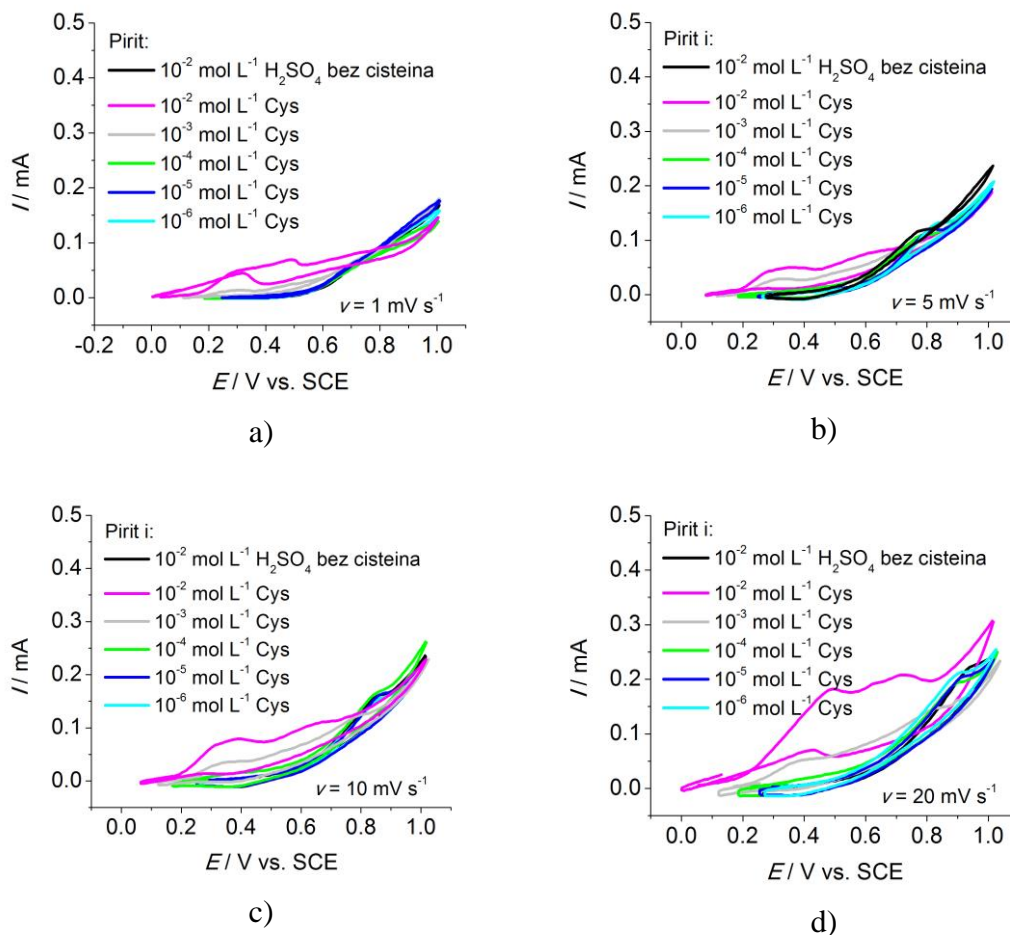 0.5
0.4
0.3
0.2
0.1
0.0
I / mA
Pirit:
10⁻² mol L⁻¹ H₂SO₄ bez cisteina
10⁻² mol L⁻¹ Cys
10⁻³ mol L⁻¹ Cys
10⁻⁴ mol L⁻¹ Cys
10⁻⁵ mol L⁻¹ Cys
10⁻⁶ mol L⁻¹ Cys
v = 1 mV s⁻¹
-0.2 0.0 0.2 0.4 0.6 0.8 1.0
E / V vs. SCE
a)
0.5
0.4
0.3
0.2
0.1
0.0
I / mA
Pirit i:
10⁻² mol L⁻¹ H₂SO₄ bez cisteina
10⁻² mol L⁻¹ Cys
10⁻³ mol L⁻¹ Cys
10⁻⁴ mol L⁻¹ Cys
10⁻⁵ mol L⁻¹ Cys
10⁻⁶ mol L⁻¹ Cys
v = 5 mV s⁻¹
0.0 0.2 0.4 0.6 0.8 1.0
E / V vs. SCE
b)
0.5
0.4
0.3
0.2
0.1
0.0
I / mA
Pirit i:
10⁻² mol L⁻¹ H₂SO₄ bez cisteina
10⁻² mol L⁻¹ Cys
10⁻³ mol L⁻¹ Cys
10⁻⁴ mol L⁻¹ Cys
10⁻⁵ mol L⁻¹ Cys
10⁻⁶ mol L⁻¹ Cys
v = 10 mV s⁻¹
0.0 0.2 0.4 0.6 0.8 1.0
E / V vs. SCE
c)
0.5
0.4
0.3
0.2
0.1
0.0
I / mA
Pirit i:
10⁻² mol L⁻¹ H₂SO₄ bez cisteina
10⁻² mol L⁻¹ Cys
10⁻³ mol L⁻¹ Cys
10⁻⁴ mol L⁻¹ Cys
10⁻⁵ mol L⁻¹ Cys
10⁻⁶ mol L⁻¹ Cys
v = 20 mV s⁻¹
0.0 0.2 0.4 0.6 0.8 1.0
E / V vs. SCE
d)